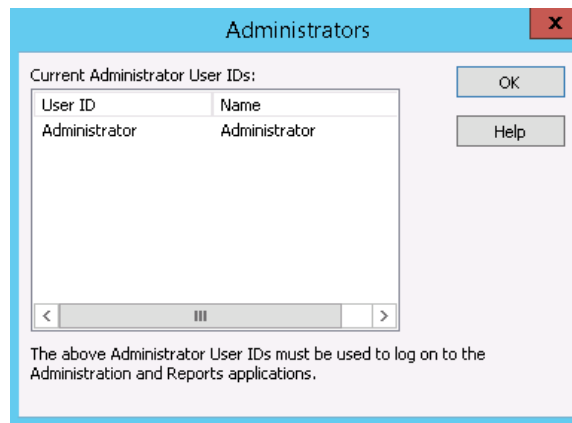 Administrators
x
Current Administrator User IDs:
OK
User ID Name
Administrator Administrator
Help
The above Administrator User IDs must be used to log on to the
Administration and Reports applications.